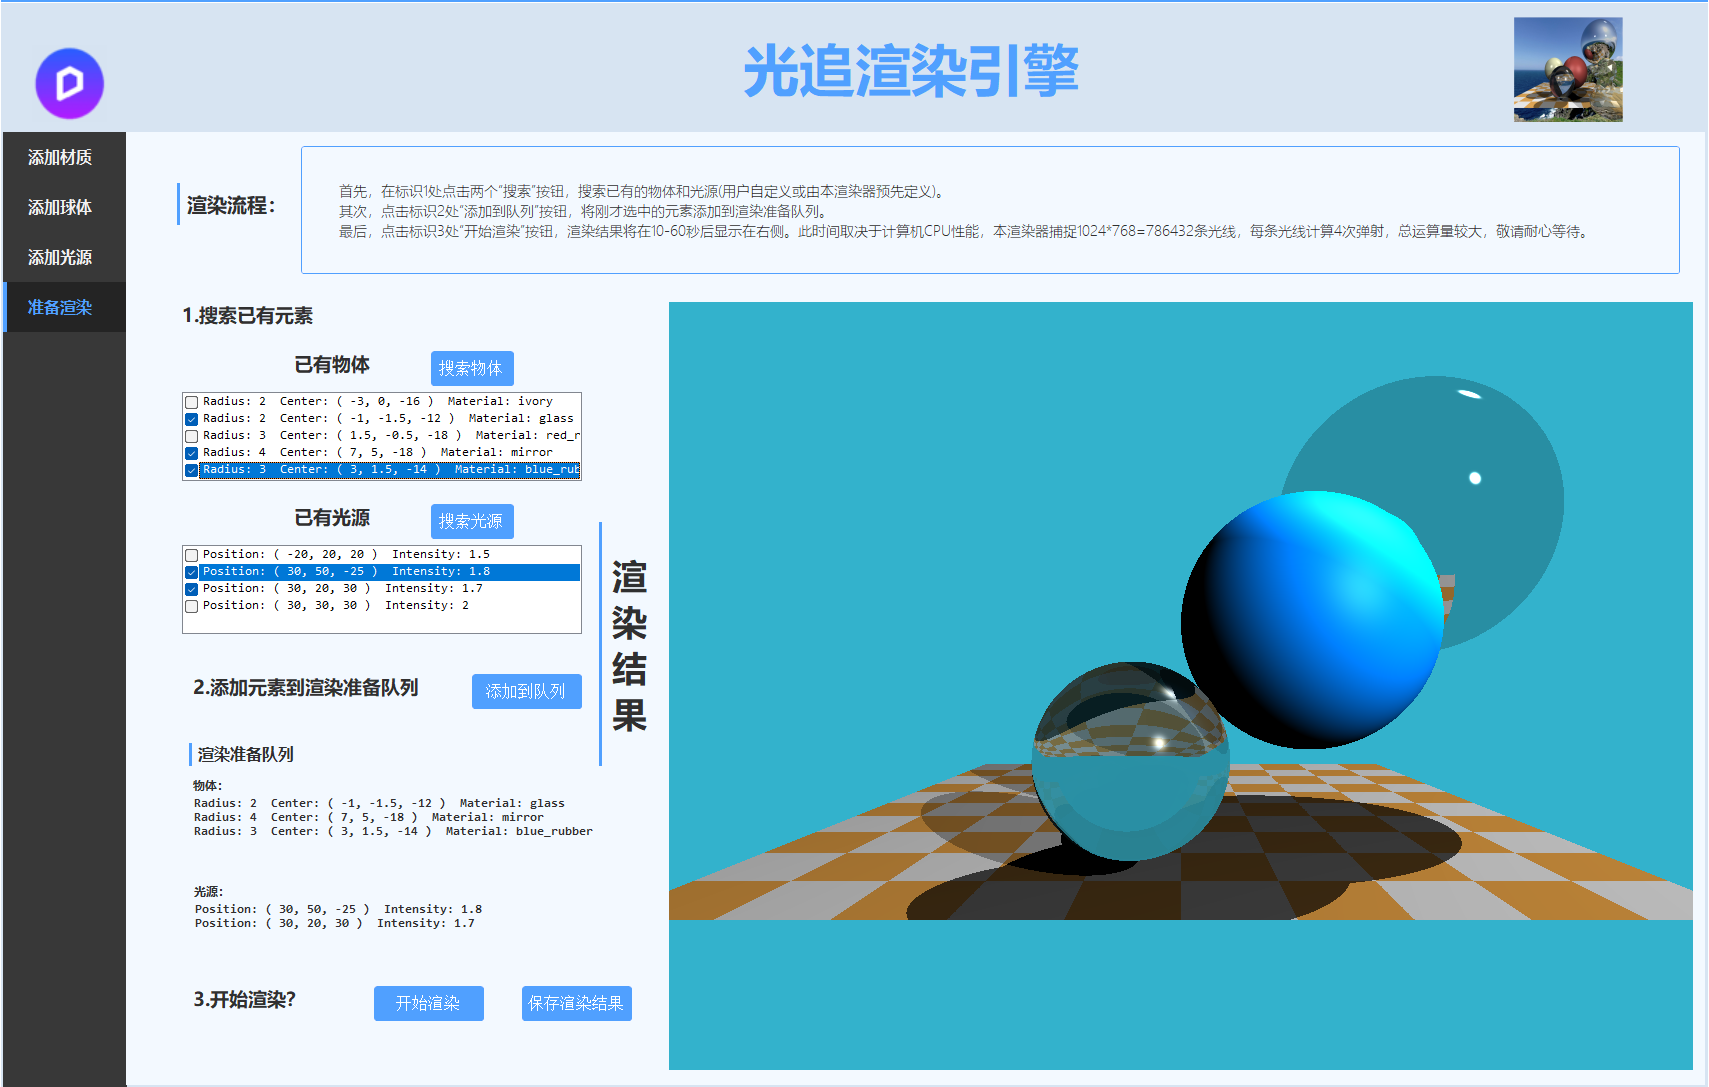 光追渲染引擎
添加材质
添加球体
添加光源
准备渲染
渲染流程：
首先，在标识1处点击两个“搜索”按钮，搜索已有的物体和光源(用户自定义或由本渲染器预先定义)。
其次，点击标识2处“添加到队列”按钮，将刚才选中的元素添加到渲染准备队列。
最后，点击标识3处“开始渲染”按钮，渲染结果将在10-60秒后显示在右侧。此时间取决于计算机CPU性能，本渲染器捕捉1024*768=786432条光线，每条光线计算4次弹射，总运算量较大，敬请耐心等待。
1.搜索已有元素
已有物体
搜索物体
Radius: 2  Center: ( -3, 0, -16 )  Material: ivory
Radius: 2  Center: ( -1, -1.5, -12 )  Material: glass
Radius: 3  Center: ( 1.5, -0.5, -18 )  Material: red_r
Radius: 4  Center: ( 7, 5, -18 )  Material: mirror
Radius: 3  Center: ( 3, 1.5, -14 )  Material: blue_rub
已有光源
搜索光源
Position: ( -20, 20, 20 )  Intensity: 1.5
Position: ( 30, 50, -25 )  Intensity: 1.8
Position: ( 30, 20, 30 )  Intensity: 1.7
Position: ( 30, 30, 30 )  Intensity: 2
2.添加元素到渲染准备队列
添加到队列
渲染准备队列
物体：
Radius: 2  Center: ( -1, -1.5, -12 )  Material: glass
Radius: 4  Center: ( 7, 5, -18 )  Material: mirror
Radius: 3  Center: ( 3, 1.5, -14 )  Material: blue_rubber
光源：
Position: ( 30, 50, -25 )  Intensity: 1.8
Position: ( 30, 20, 30 )  Intensity: 1.7
3.开始渲染?
开始渲染
保存渲染结果
渲染结果